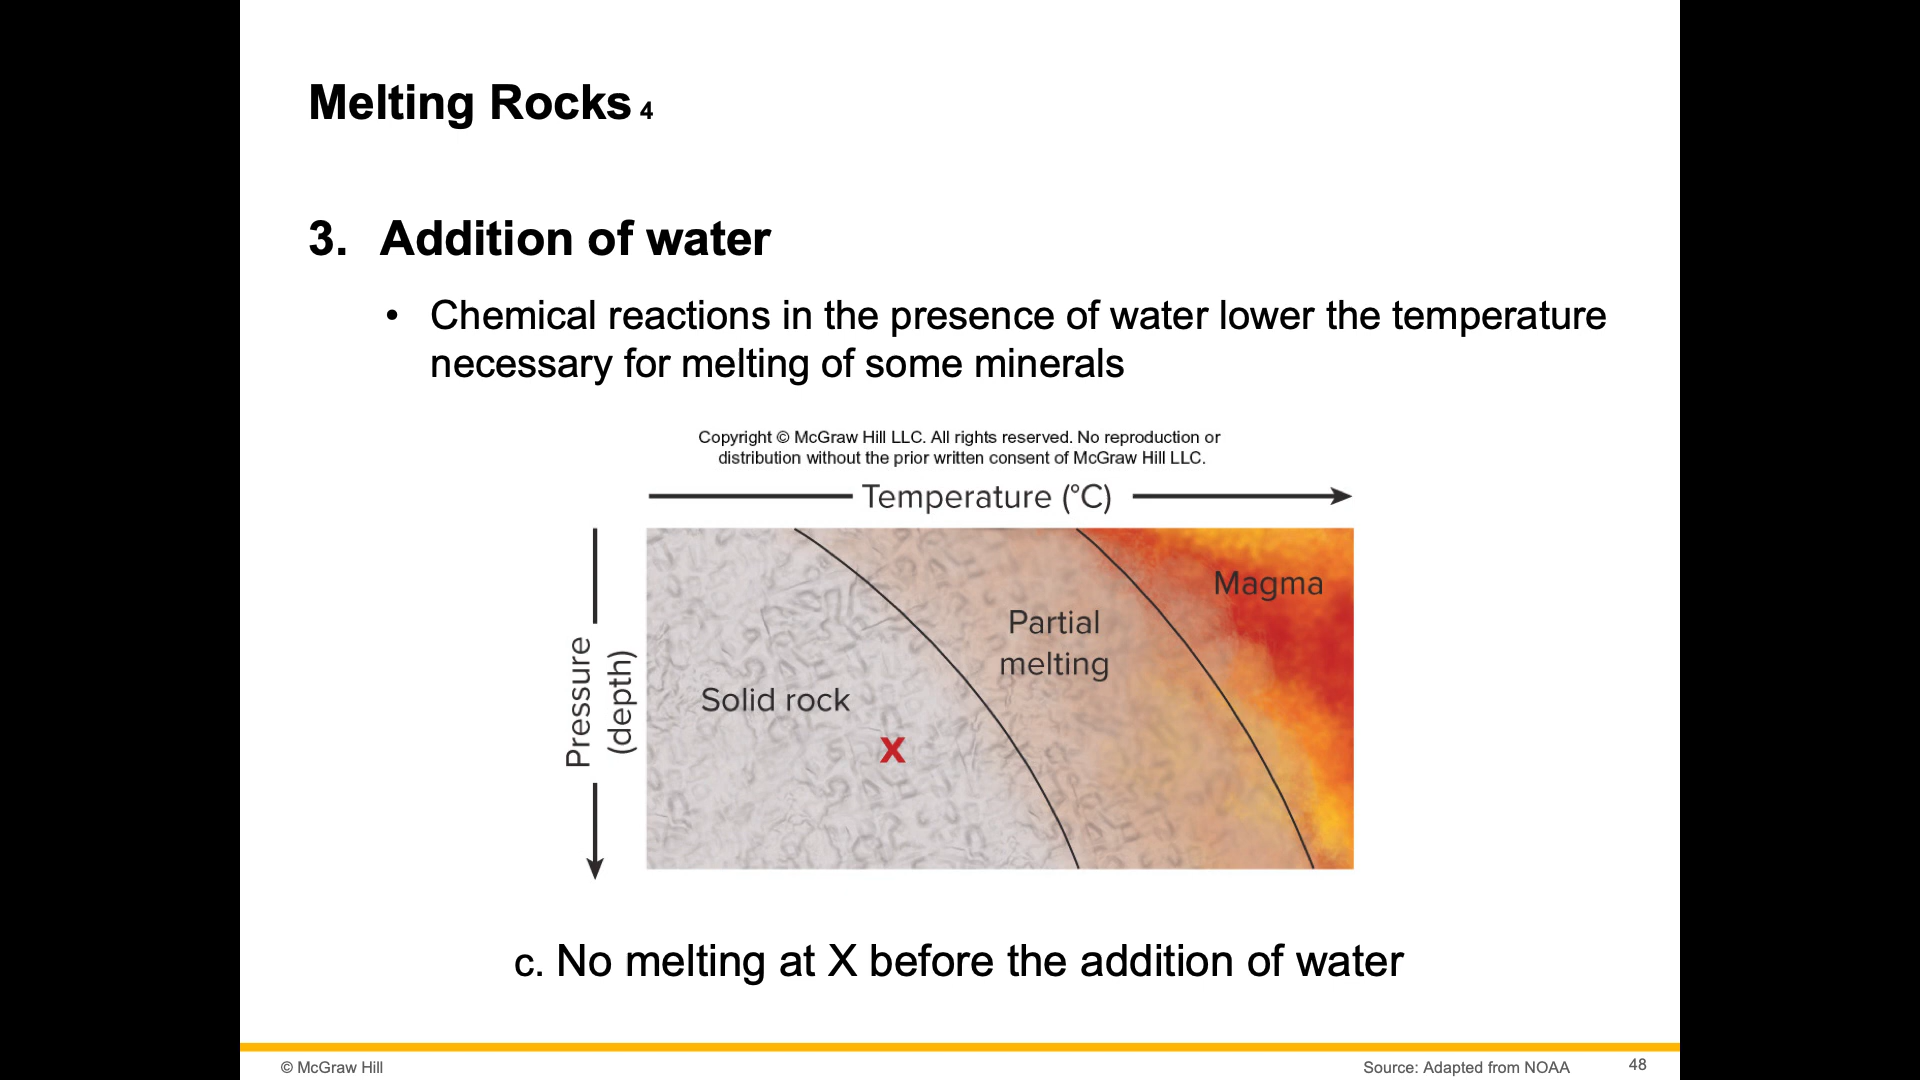 Melting Rocks 4
3. Addition of water
• Chemical reactions in the presence of water lower the temperature
necessary for melting of some minerals
Copyright © McGraw Hill LLC. All rights reserved. No reproduction or
distribution without the prior written consent of McGraw Hill LLC.
Temperature (°C)
Pressure
(depth)
Magma
Partial
melting
Solid rock
X
c. No melting at X before the addition of water
© McGraw Hill
Source: Adapted from NOAA
48